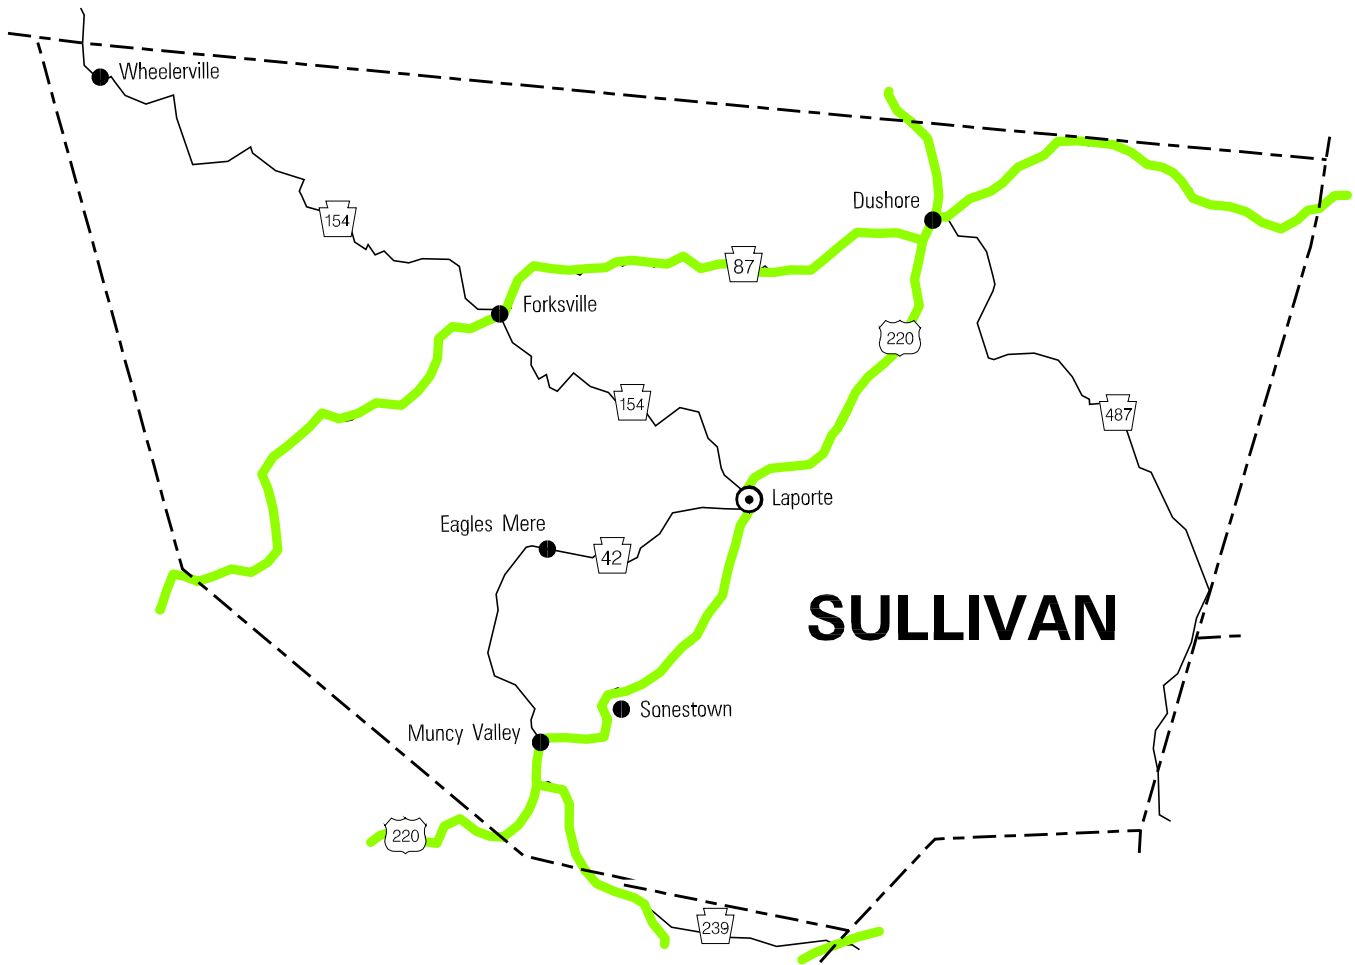 Wheelerville
Dushore
154
87
Forksville
220
154
487
Laporte
Eagles Mere
42
SULLIVAN
Sonestown
Muncy Valley
220
239